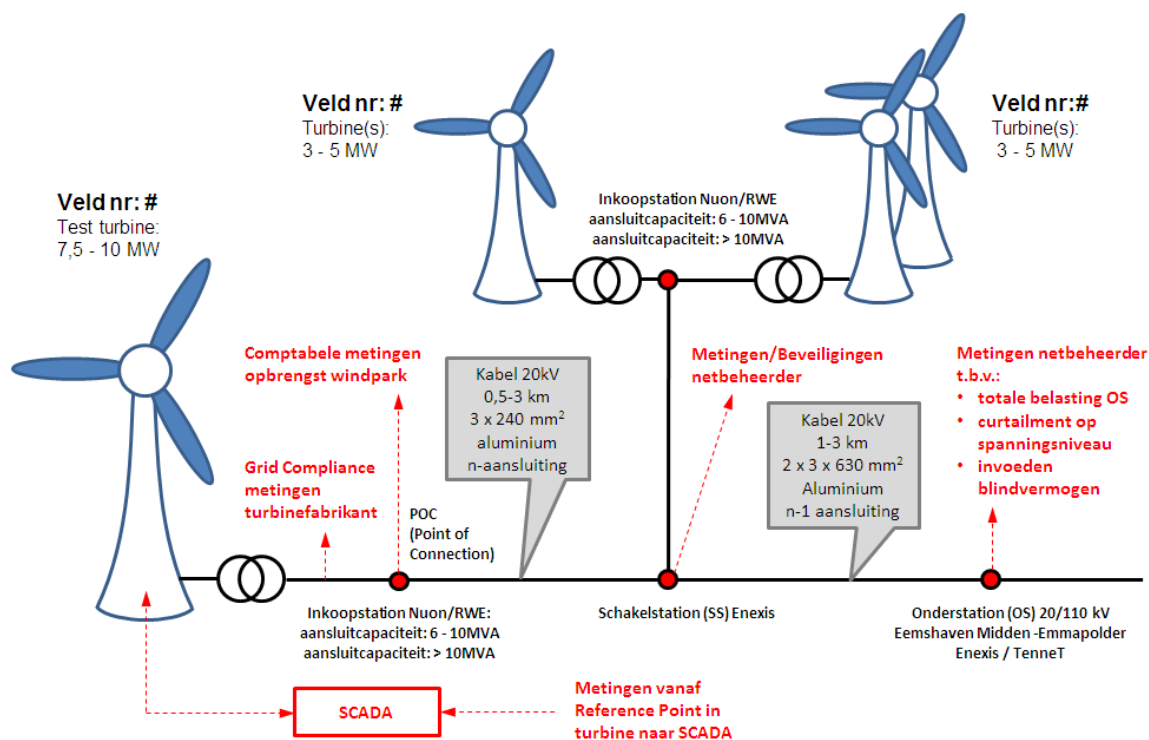 Veld nr: #
Turbine(s):
3 - 5 MW
Veld nr:#
Turbine(s):
3 - 5 MW
Veld nr: #
Test turbine:
7,5 - 10 MW
Inkoopstation Nuon/RWE
aansluitcapaciteit: 6 - 10MVA
aansluitcapaciteit: > 10MVA
Comptabele metingen
opbrengst windpark
Kabel 20kV
0,5-3 km
3 x 240 mm²
aluminium
n-aansluiting
Metingen/Beveiligingen
netbeheerder
Kabel 20kV
1-3 km
2 x 3 x 630 mm²
Aluminium
n-1 aansluiting
Metingen netbeheerder
t.b.v.:
• totale belasting OS
• curtailment op
spanningsniveau
• invoeden
blindvermogen
Grid Compliance
metingen
turbinefabrikant
POC
(Point of
Connection)
Inkoopstation Nuon/RWE:
aansluitcapaciteit: 6 - 10MVA
aansluitcapaciteit: > 10MVA
Schakelstation (SS) Enexis
Onderstation (OS) 20/110 kV
Eemshaven Midden -Emmapolder
Enexis / TenneT
SCADA
Metingen vanaf
Reference Point in
turbine naar SCADA